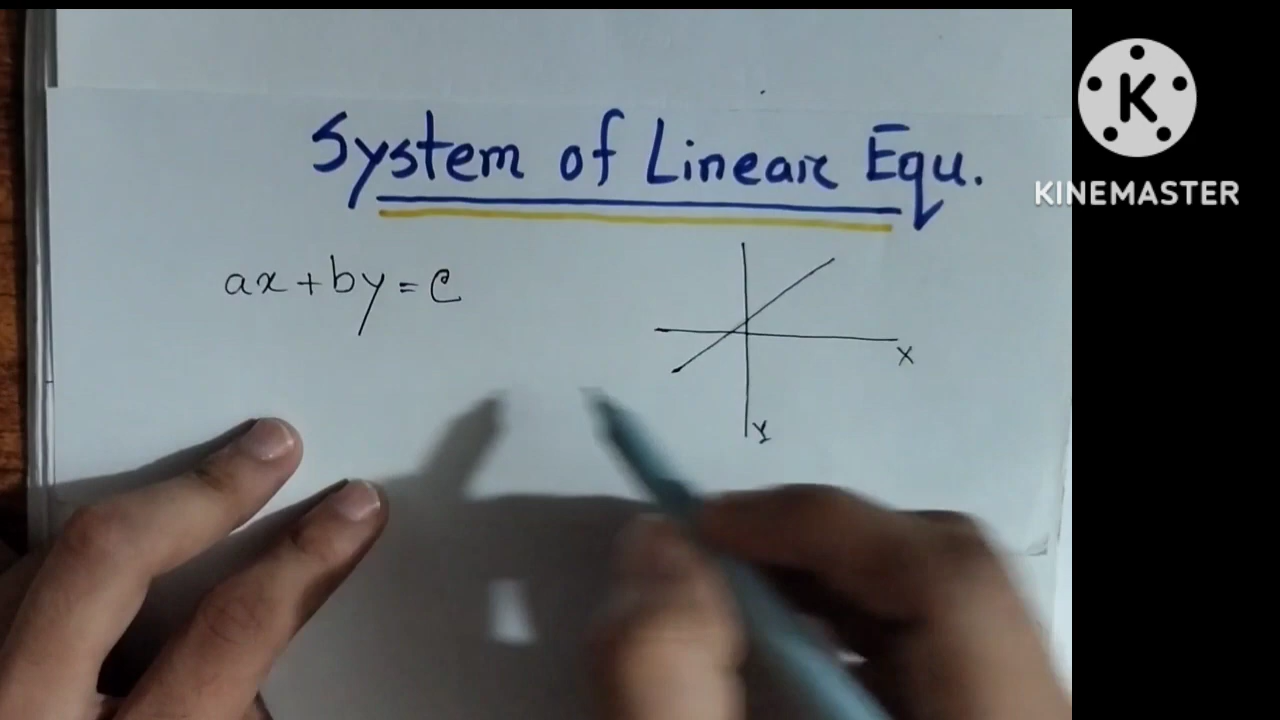 System of Linear Equ.
ax+by=c
x
y
K
KINEMASTER